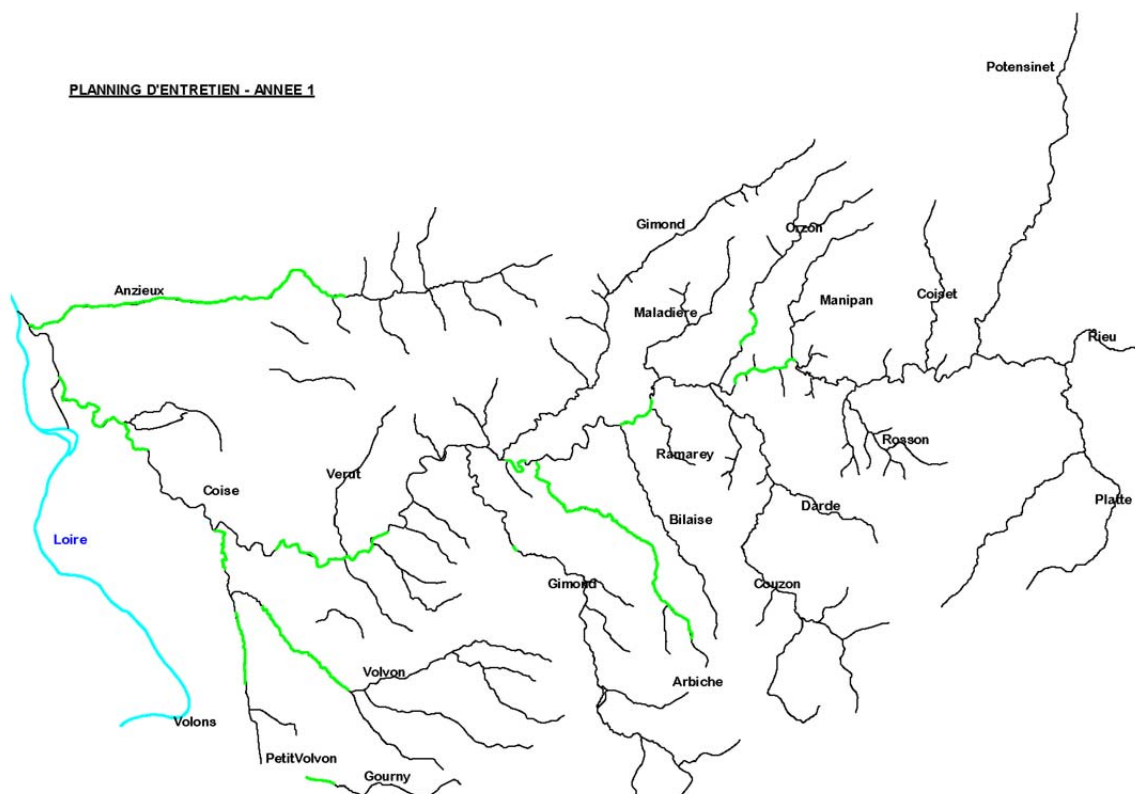 Potensinet
PLANNING D'ENTRETIEN - ANNEE 1
Gimond
Orzon
Anzieux
Manipan
Coiset
Maladière
Rieu
Rosson
Ramarey
Verut
Coise
Platte
Darde
Bilaise
Loire
Gimond
Couzon
Volvon
Arbiche
Volons
PetitVolvon
Gourny